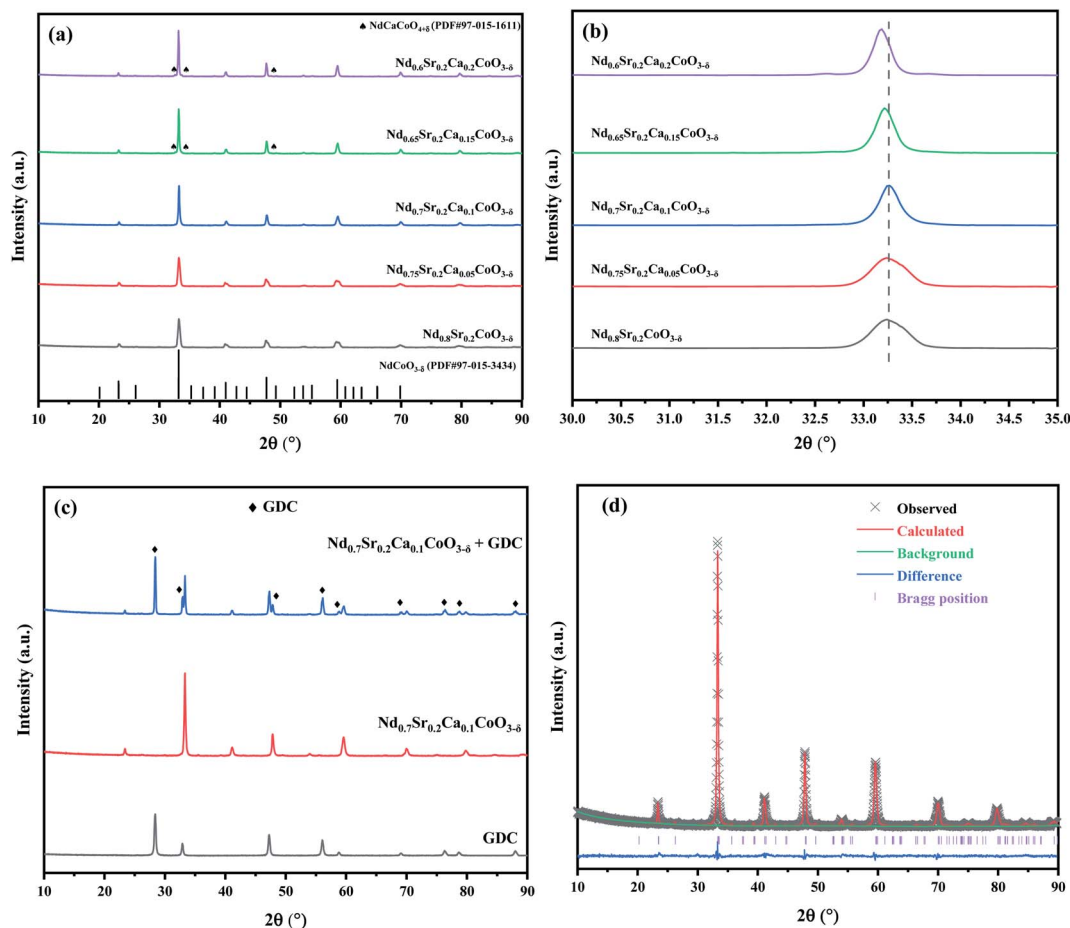 (a)
♠ NdCaCoO4+δ (PDF#97-015-1611)
Nd0.6Sr0.2Ca0.2CoO3-δ
Nd0.65Sr0.2Ca0.15CoO3-δ
Nd0.7Sr0.2Ca0.1CoO3-δ
Nd0.75Sr0.2Ca0.05CoO3-δ
Nd0.8Sr0.2CoO3-δ
NdCoO3-δ (PDF#97-015-3434)
Intensity (a.u.)
10 20 30 40 50 60 70 80 90
2θ (°)
(b)
Nd0.6Sr0.2Ca0.2CoO3-δ
Nd0.65Sr0.2Ca0.15CoO3-δ
Nd0.7Sr0.2Ca0.1CoO3-δ
Nd0.75Sr0.2Ca0.05CoO3-δ
Nd0.8Sr0.2CoO3-δ
Intensity (a.u.)
30.0 30.5 31.0 31.5 32.0 32.5 33.0 33.5 34.0 34.5 35.0
2θ (°)
(c)
♦ GDC
Nd0.7Sr0.2Ca0.1CoO3-δ + GDC
Nd0.7Sr0.2Ca0.1CoO3-δ
GDC
Intensity (a.u.)
10 20 30 40 50 60 70 80 90
2θ (°)
(d)
Observed
Calculated
Background
Difference
Bragg position
Intensity (a.u.)
10 20 30 40 50 60 70 80 90
2θ (°)